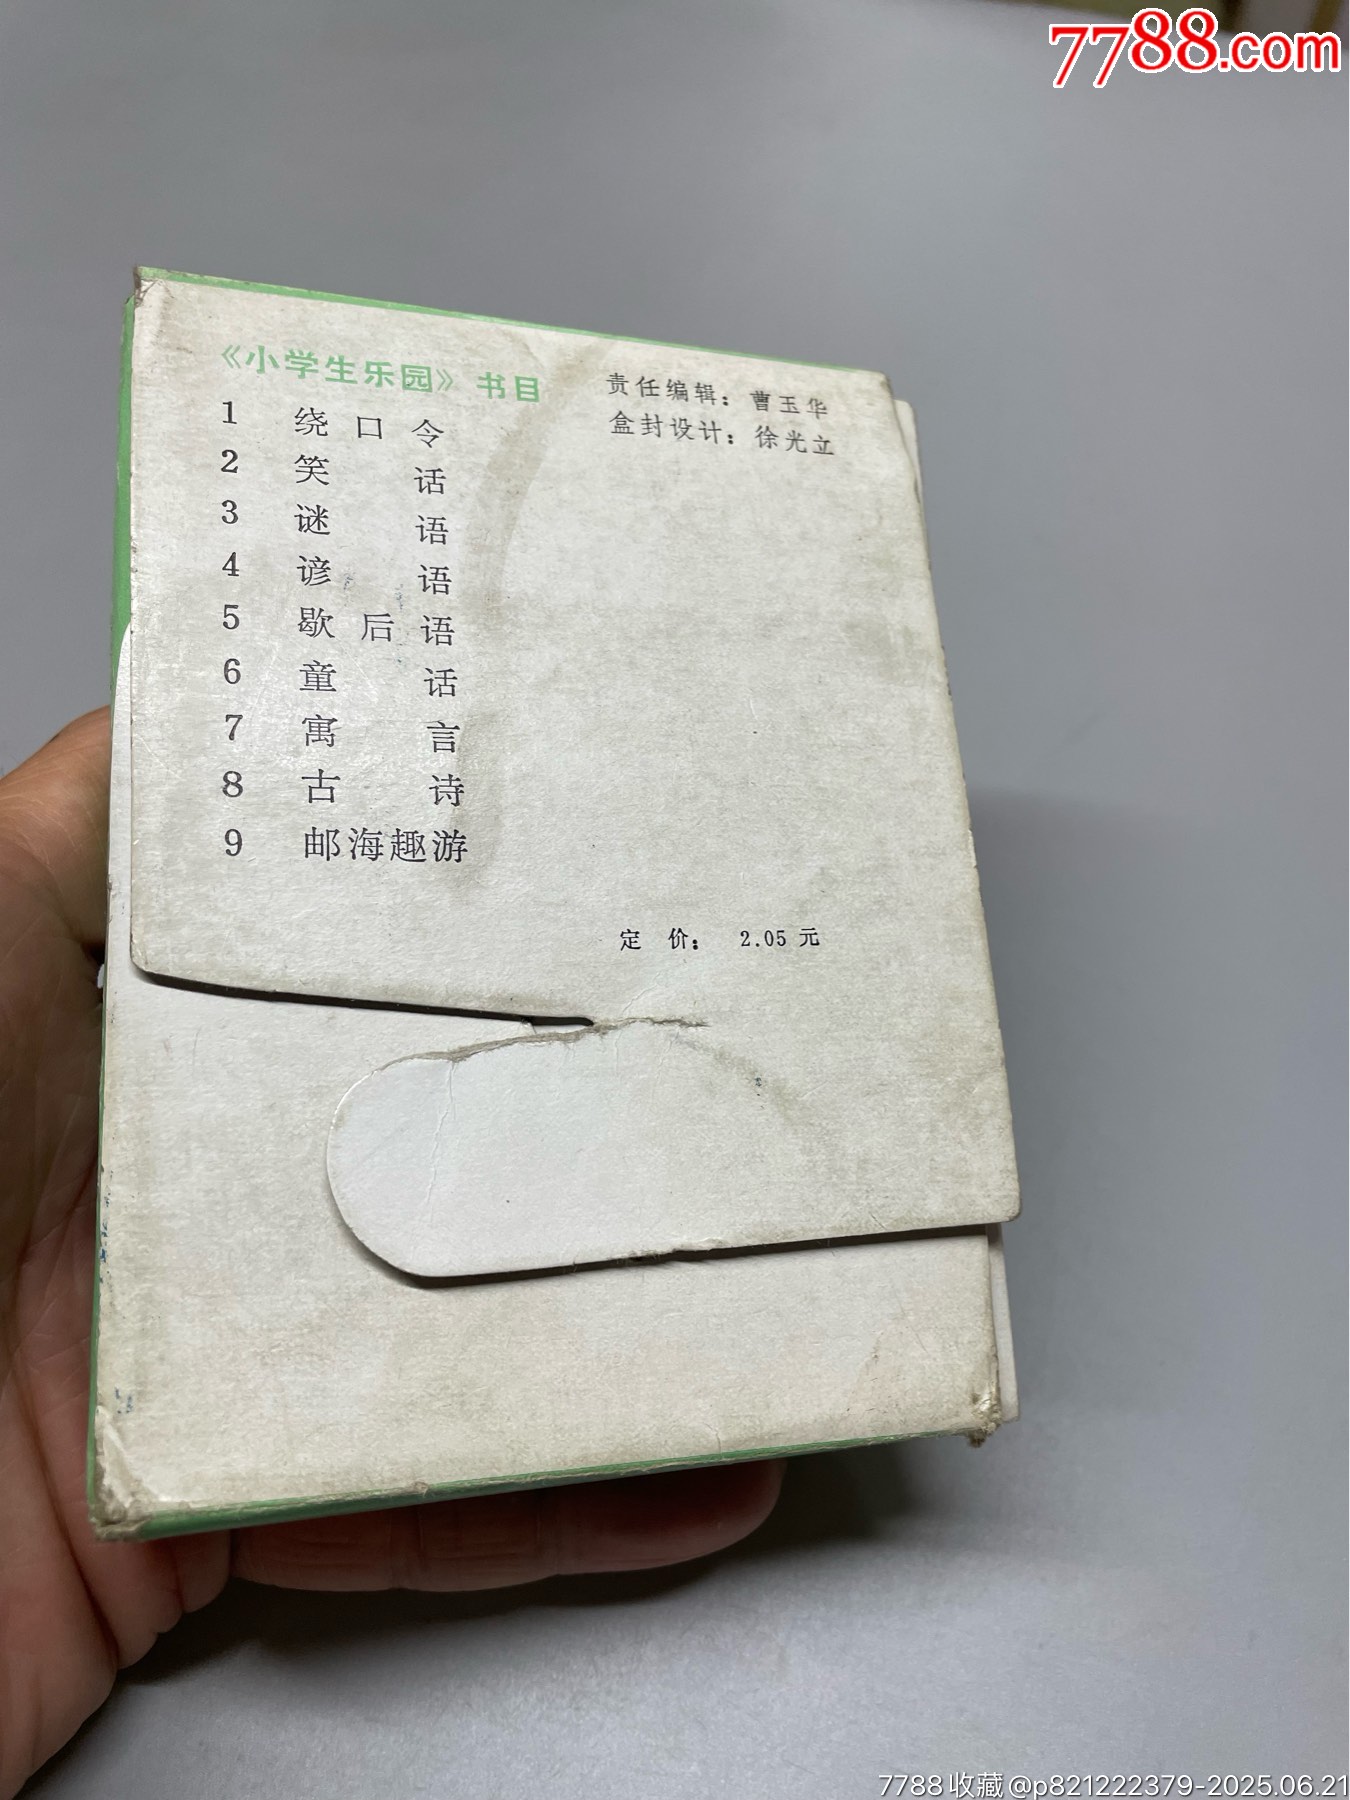 7788.com
《小学生乐园》书目
1 绕口令
2 笑话
3 谜语
4 谚语
5 歇后语
6 童话
7 寓言
8 古诗
9 邮海趣游
责任编辑：曹玉华
盒封设计：徐光立
定价： 2.05 元
7788收藏@p821222379-2025.06.21